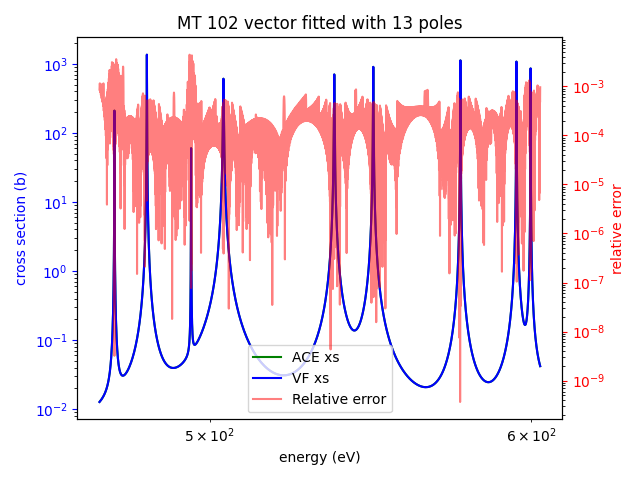 MT 102 vector fitted with 13 poles
10³
10²
10¹
10⁰
10⁻¹
10⁻²
cross section (b)
10⁻³
10⁻⁴
10⁻⁵
10⁻⁶
10⁻⁷
10⁻⁸
10⁻⁹
relative error
ACE xs
VF xs
Relative error
5 × 10²
6 × 10²
energy (eV)